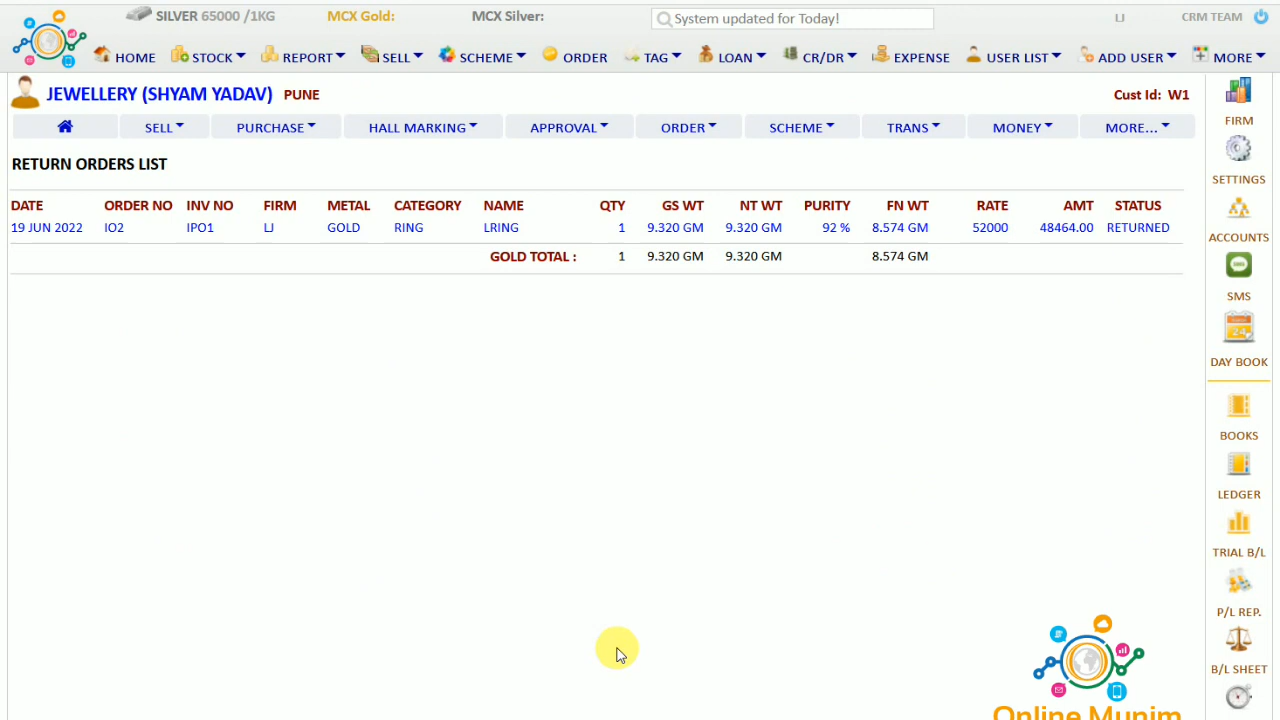 SILVER 65000 /1KG MCX Gold: MCX Silver: System updated for Today! LJ CRM TEAM
HOME STOCK REPORT SELL SCHEME ORDER TAG LOAN CR/DR EXPENSE USER LIST ADD USER MORE
JEWELLERY (SHYAM YADAV) PUNE Cust Id: W1
SELL PURCHASE HALL MARKING APPROVAL ORDER SCHEME TRANS MONEY MORE...
RETURN ORDERS LIST
DATE ORDER NO INV NO FIRM METAL CATEGORY NAME QTY GS WT NT WT PURITY FN WT RATE AMT STATUS
19 JUN 2022 IO2 IPO1 LJ GOLD RING LRING 1 9.320 GM 9.320 GM 92 % 8.574 GM 52000 48464.00 RETURNED
GOLD TOTAL : 1 9.320 GM 9.320 GM 8.574 GM
FIRM
SETTINGS
ACCOUNTS
SMS
SMS
24
DAY BOOK
BOOKS
LEDGER
TRIAL B/L
P/L REP.
B/L SHEET
Online Munim